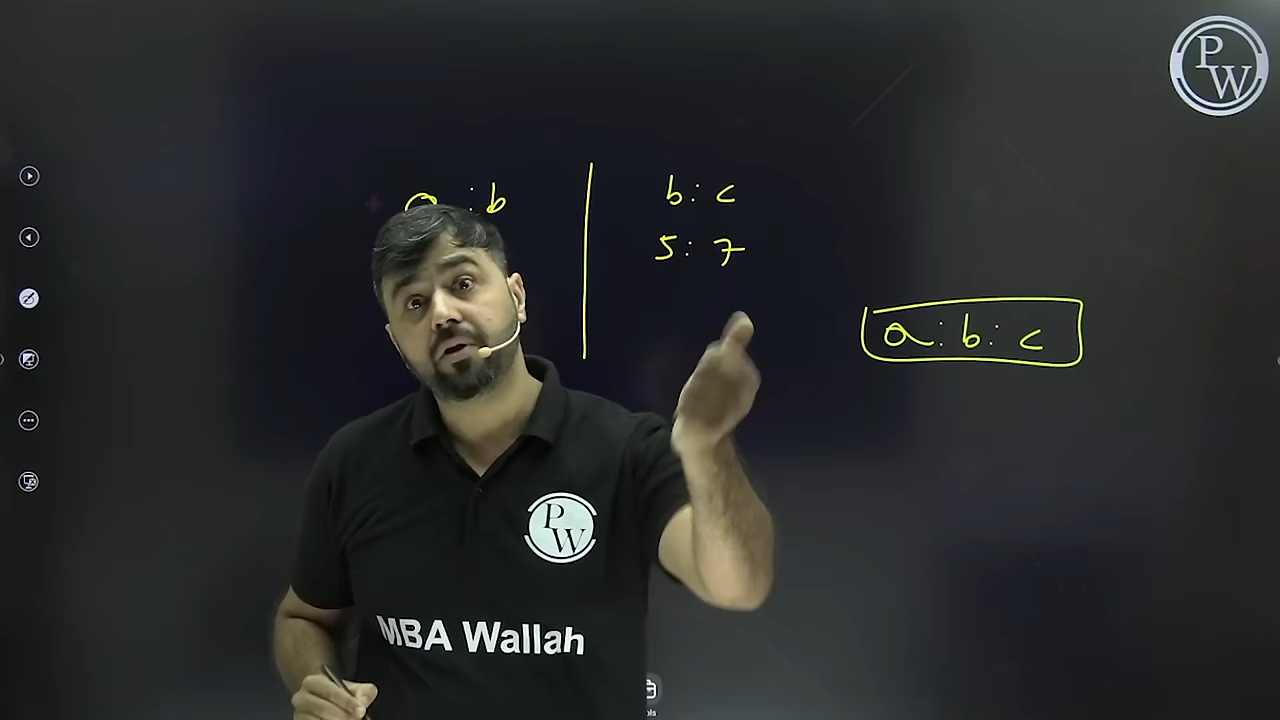 PW
a : b
b : c
5 : 7
a : b : c
PW
MBA Wallah